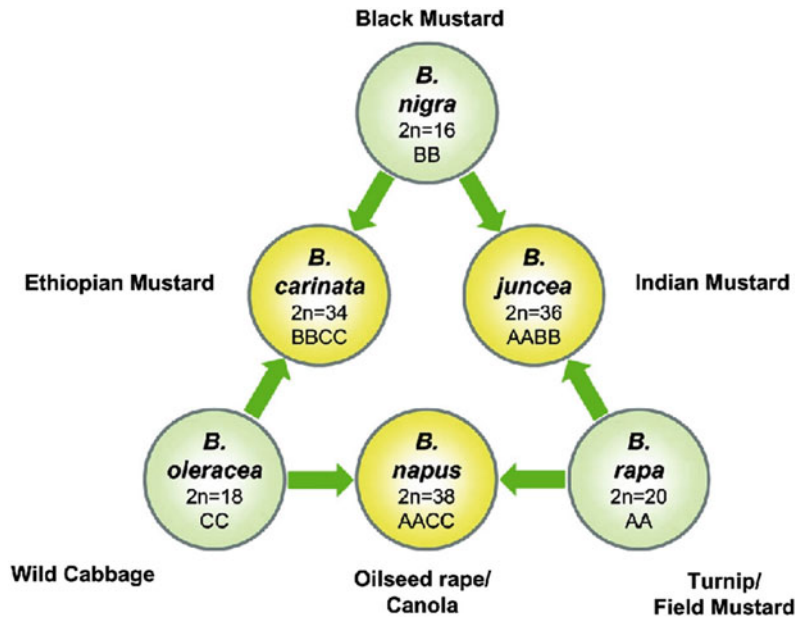 Black Mustard
B.
nigra
2n=16
BB
Ethiopian Mustard
B.
carinata
2n=34
BBCC
B.
juncea
2n=36
AABB
Indian Mustard
B.
oleracea
2n=18
CC
B.
napus
2n=38
AACC
B.
rapa
2n=20
AA
Wild Cabbage
Oilseed rape/
Canola
Turnip/
Field Mustard